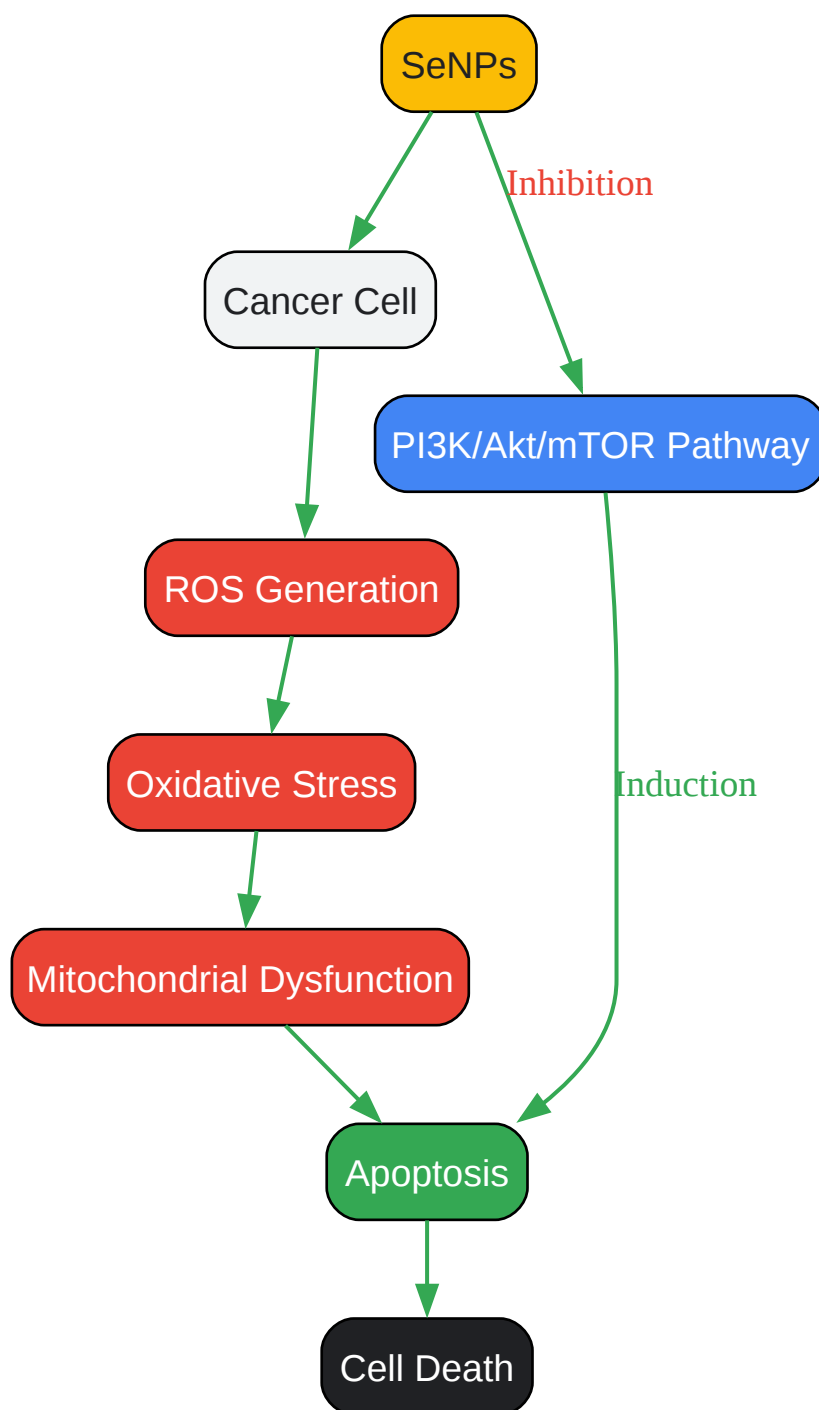 SeNPs
Inhibition
Cancer Cell
PI3K/Akt/mTOR Pathway
ROS Generation
Oxidative Stress
Induction
Mitochondrial Dysfunction
Apoptosis
Cell Death